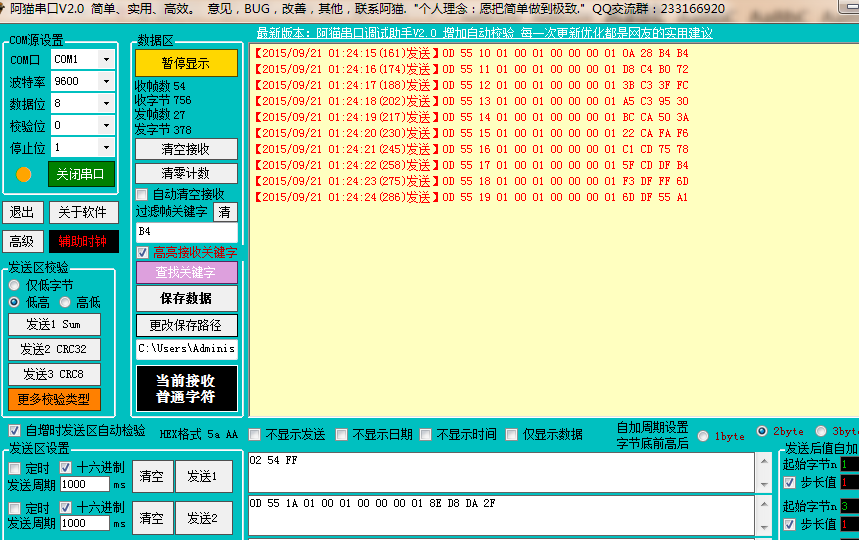 阿猫串口V2.0 简单、实用、高效。 意见，BUG，改善，其他，联系阿猫. "个人理念：愿把简单做到极致." QQ交流群：233166920
COM源设置
COM口 COM1
波特率 9600
数据位 8
校验位 0
停止位 1
关闭串口
退出 关于软件
高级 辅助时钟
发送区校验
仅低字节
低高 高低
发送1 Sum
发送2 CRC32
发送3 CRC8
更多校验类型
数据区
暂停显示
收帧数 54
收字节 756
发帧数 27
发字节 378
清空接收
清零计数
自动清空接收
过滤帧关键字 清
B4
高亮接收关键字
查找关键字
保存数据
更改保存路径
C:\Users\Adminis
当前接收
普通字符
最新版本：阿猫串口调试助手V2.0 增加自动校验 每一次更新优化都是网友的实用建议
【2015/09/21 01:24:15(161)发送】0D 55 10 01 00 01 00 00 00 01 0A 28 B4 B4
【2015/09/21 01:24:16(174)发送】0D 55 11 01 00 01 00 00 00 01 D8 C4 B0 72
【2015/09/21 01:24:17(188)发送】0D 55 12 01 00 01 00 00 00 01 3B C3 3F FC
【2015/09/21 01:24:18(202)发送】0D 55 13 01 00 01 00 00 00 01 A5 C3 95 30
【2015/09/21 01:24:19(217)发送】0D 55 14 01 00 01 00 00 00 01 BC CA 50 3A
【2015/09/21 01:24:20(230)发送】0D 55 15 01 00 01 00 00 00 01 22 CA FA F6
【2015/09/21 01:24:21(245)发送】0D 55 16 01 00 01 00 00 00 01 C1 CD 75 78
【2015/09/21 01:24:22(258)发送】0D 55 17 01 00 01 00 00 00 01 5F CD DF B4
【2015/09/21 01:24:23(275)发送】0D 55 18 01 00 01 00 00 00 01 F3 DF FF 6D
【2015/09/21 01:24:24(286)发送】0D 55 19 01 00 01 00 00 00 01 6D DF 55 A1
自增时发送区自动检验 HEX格式 5a AA 不显示发送 不显示日期 不显示时间 仅显示数据
自加周期设置
字节底前高后 1byte 2byte 3byte
发送区设置
定时 十六进制
发送周期 1000 ms
清空 发送1
02 54 FF
定时 十六进制
发送周期 1000 ms
清空 发送2
0D 55 1A 01 00 01 00 00 00 01 8E D8 DA 2F
发送后值自加
起始字节n 1
步长值 1
起始字节n 3
步长值 1